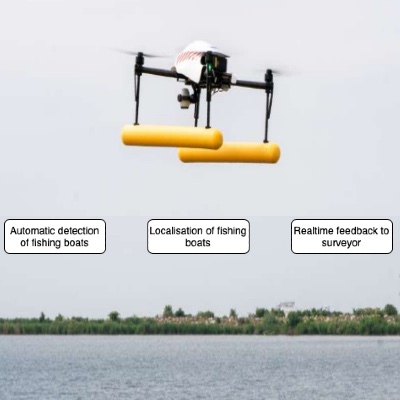 Automatic detection
of fishing boats
Localisation of fishing
boats
Realtime feedback to
surveyor